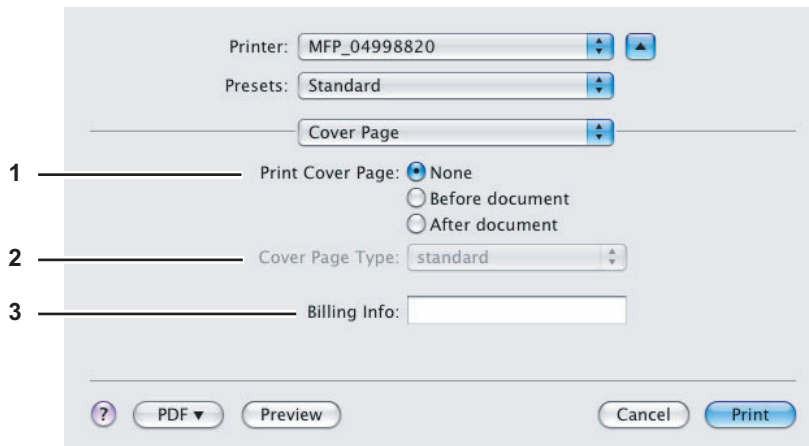 Printer: MFP_04998820
Presets: Standard
Cover Page
1 Print Cover Page: None
Before document
After document
2 Cover Page Type: standard
3 Billing Info:
? PDF Preview Cancel Print